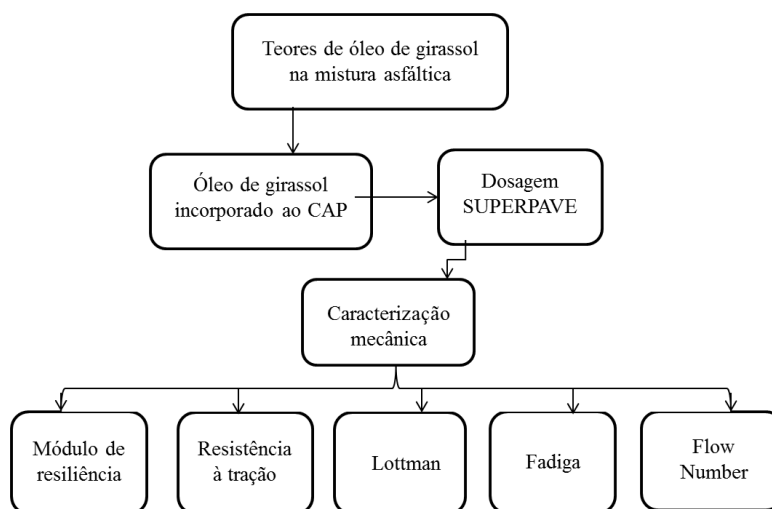 Teores de óleo de girassol
na mistura asfáltica
Óleo de girassol
incorporado ao CAP
Dosagem
SUPERPAVE
Caracterização
mecânica
Módulo de
resiliência
Resistência
à tração
Lottman
Fadiga
Flow
Number